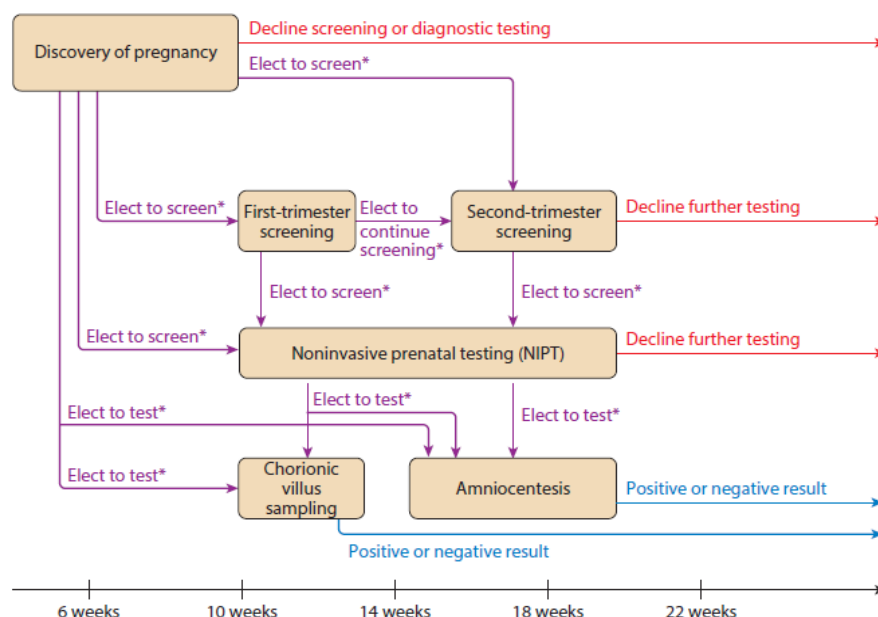 Discovery of pregnancy
Decline screening or diagnostic testing
Elect to screen*
Elect to screen*
First-trimester
screening
Elect to
continue
screening*
Second-trimester
screening
Decline further testing
Elect to screen*
Elect to screen*
Elect to screen*
Noninvasive prenatal testing (NIPT)
Decline further testing
Elect to test*
Elect to test*
Elect to test*
Elect to test*
Chorionic
villus
sampling
Amniocentesis
Positive or negative result
Positive or negative result
6 weeks
10 weeks
14 weeks
18 weeks
22 weeks